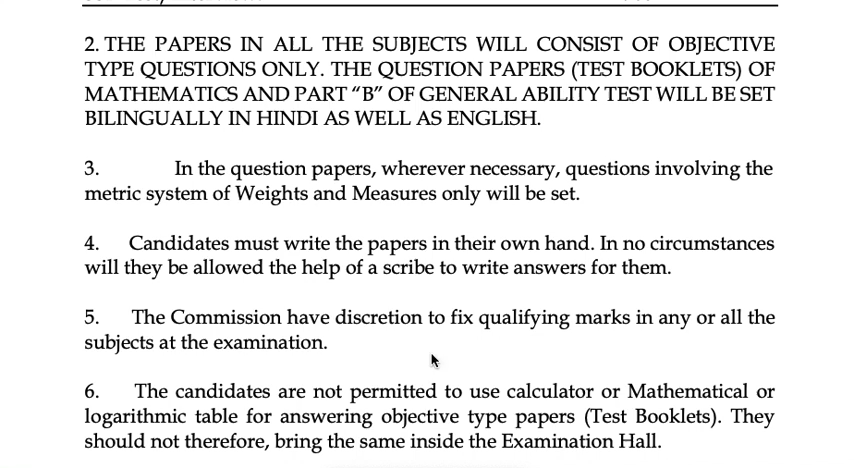 2. THE PAPERS IN ALL THE SUBJECTS WILL CONSIST OF OBJECTIVE
TYPE QUESTIONS ONLY. THE QUESTION PAPERS (TEST BOOKLETS) OF
MATHEMATICS AND PART “B” OF GENERAL ABILITY TEST WILL BE SET
BILINGUALLY IN HINDI AS WELL AS ENGLISH.
3. In the question papers, wherever necessary, questions involving the
metric system of Weights and Measures only will be set.
4. Candidates must write the papers in their own hand. In no circumstances
will they be allowed the help of a scribe to write answers for them.
5. The Commission have discretion to fix qualifying marks in any or all the
subjects at the examination.
6. The candidates are not permitted to use calculator or Mathematical or
logarithmic table for answering objective type papers (Test Booklets). They
should not therefore, bring the same inside the Examination Hall.